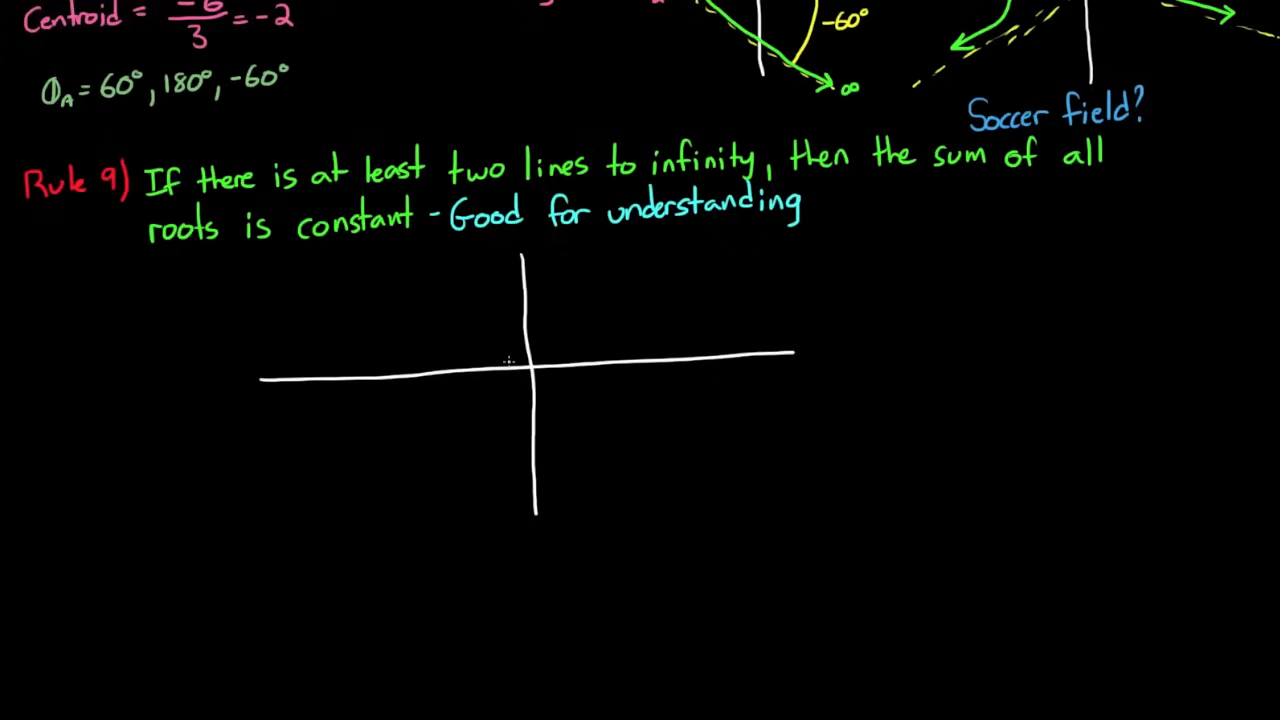 Centroid = -6/3 = -2
-60°
∞
Φ_A = 60°, 180°, -60°
Soccer field?
Rule 9) If there is at least two lines to infinity, then the sum of all
roots is constant - Good for understanding